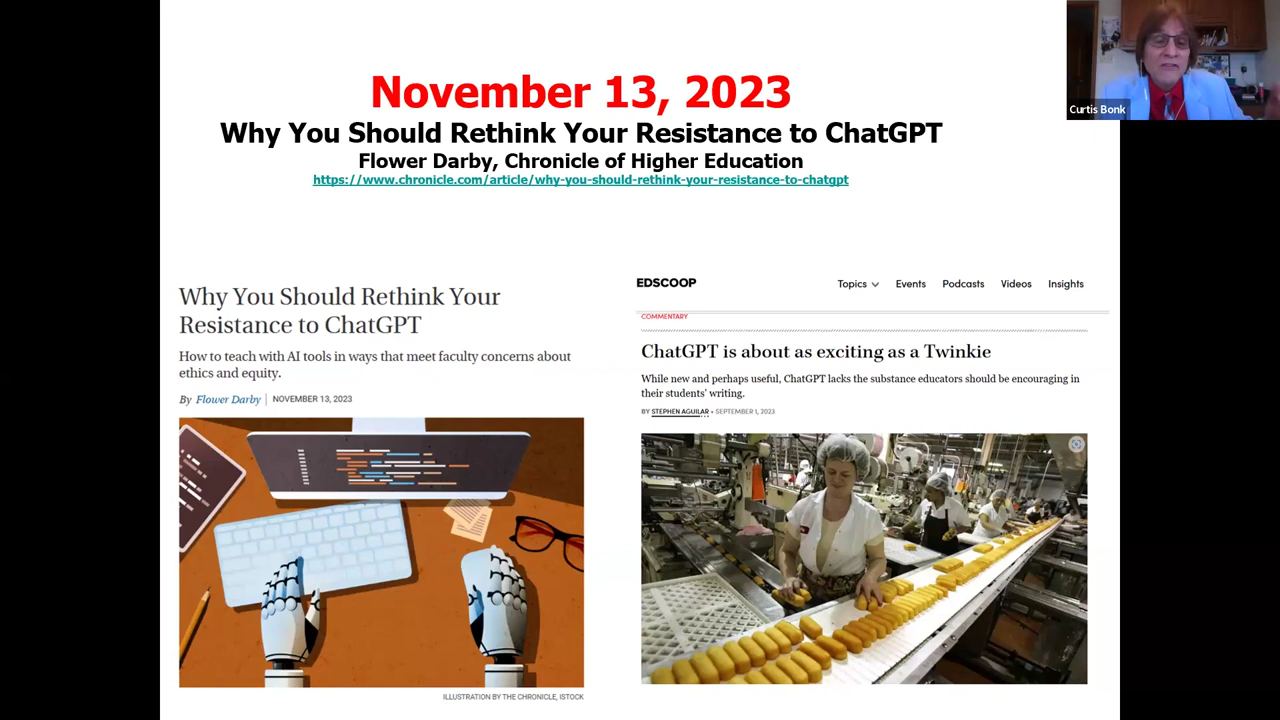 November 13, 2023
Why You Should Rethink Your Resistance to ChatGPT
Flower Darby, Chronicle of Higher Education
https://www.chronicle.com/article/why-you-should-rethink-your-resistance-to-chatgpt
Curtis Bonk
Why You Should Rethink Your
Resistance to ChatGPT
How to teach with AI tools in ways that meet faculty concerns about
ethics and equity.
By Flower Darby | NOVEMBER 13, 2023
ILLUSTRATION BY THE CHRONICLE, ISTOCK
EDSCOOP
Topics Events Podcasts Videos Insights
COMMENTARY
ChatGPT is about as exciting as a Twinkie
While new and perhaps useful, ChatGPT lacks the substance educators should be encouraging in
their students' writing.
BY STEPHEN AGUILAR • SEPTEMBER 1, 2023